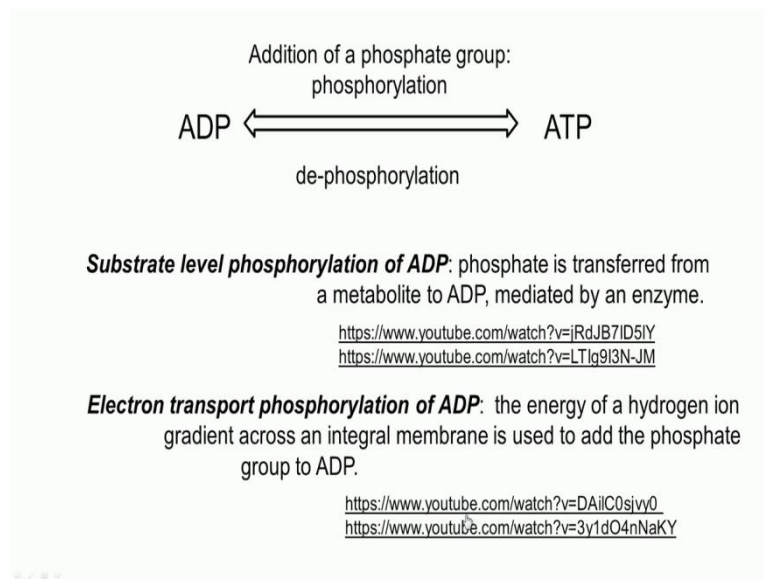 Addition of a phosphate group:
phosphorylation
ADP ATP
de-phosphorylation
Substrate level phosphorylation of ADP: phosphate is transferred from
a metabolite to ADP, mediated by an enzyme.
https://www.youtube.com/watch?v=jRdJB7ID5IY
https://www.youtube.com/watch?v=LTIg9I3N-JM
Electron transport phosphorylation of ADP: the energy of a hydrogen ion
gradient across an integral membrane is used to add the phosphate
group to ADP.
https://www.youtube.com/watch?v=DAilC0sjvy0
https://www.youtube.com/watch?v=3y1dO4nNaKY